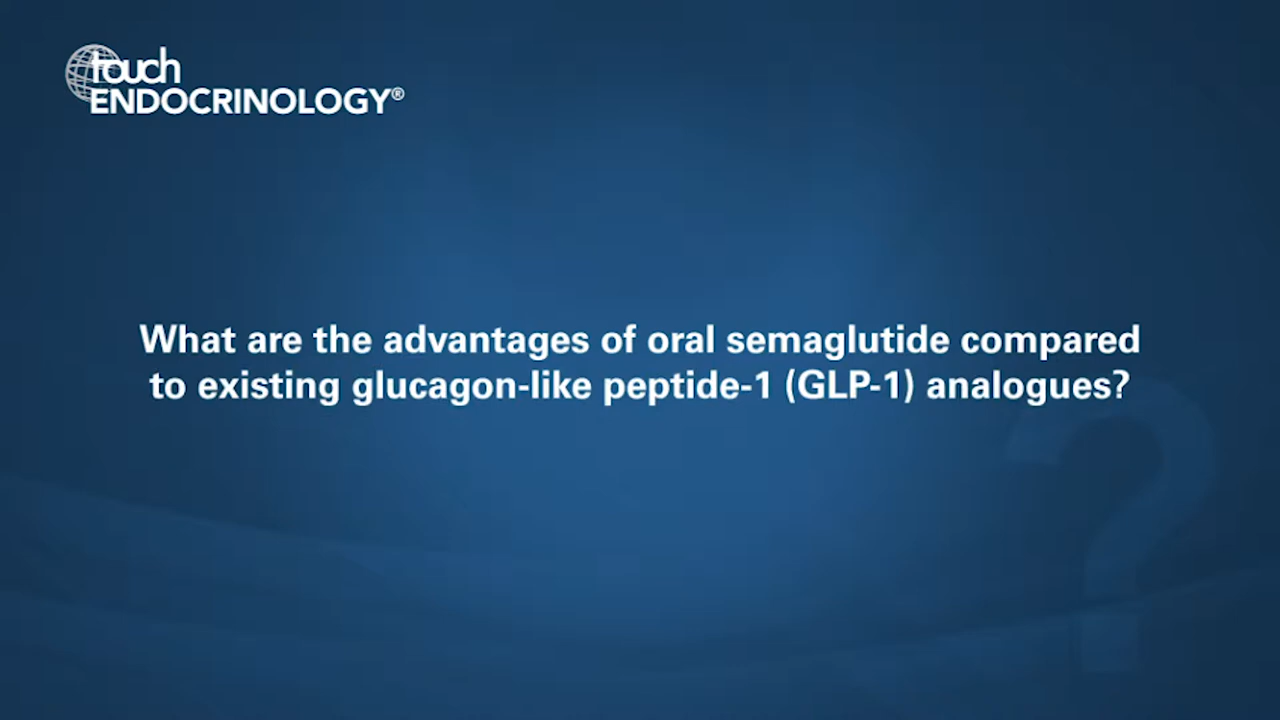 touch
ENDOCRINOLOGY®
What are the advantages of oral semaglutide compared
to existing glucagon-like peptide-1 (GLP-1) analogues?
?